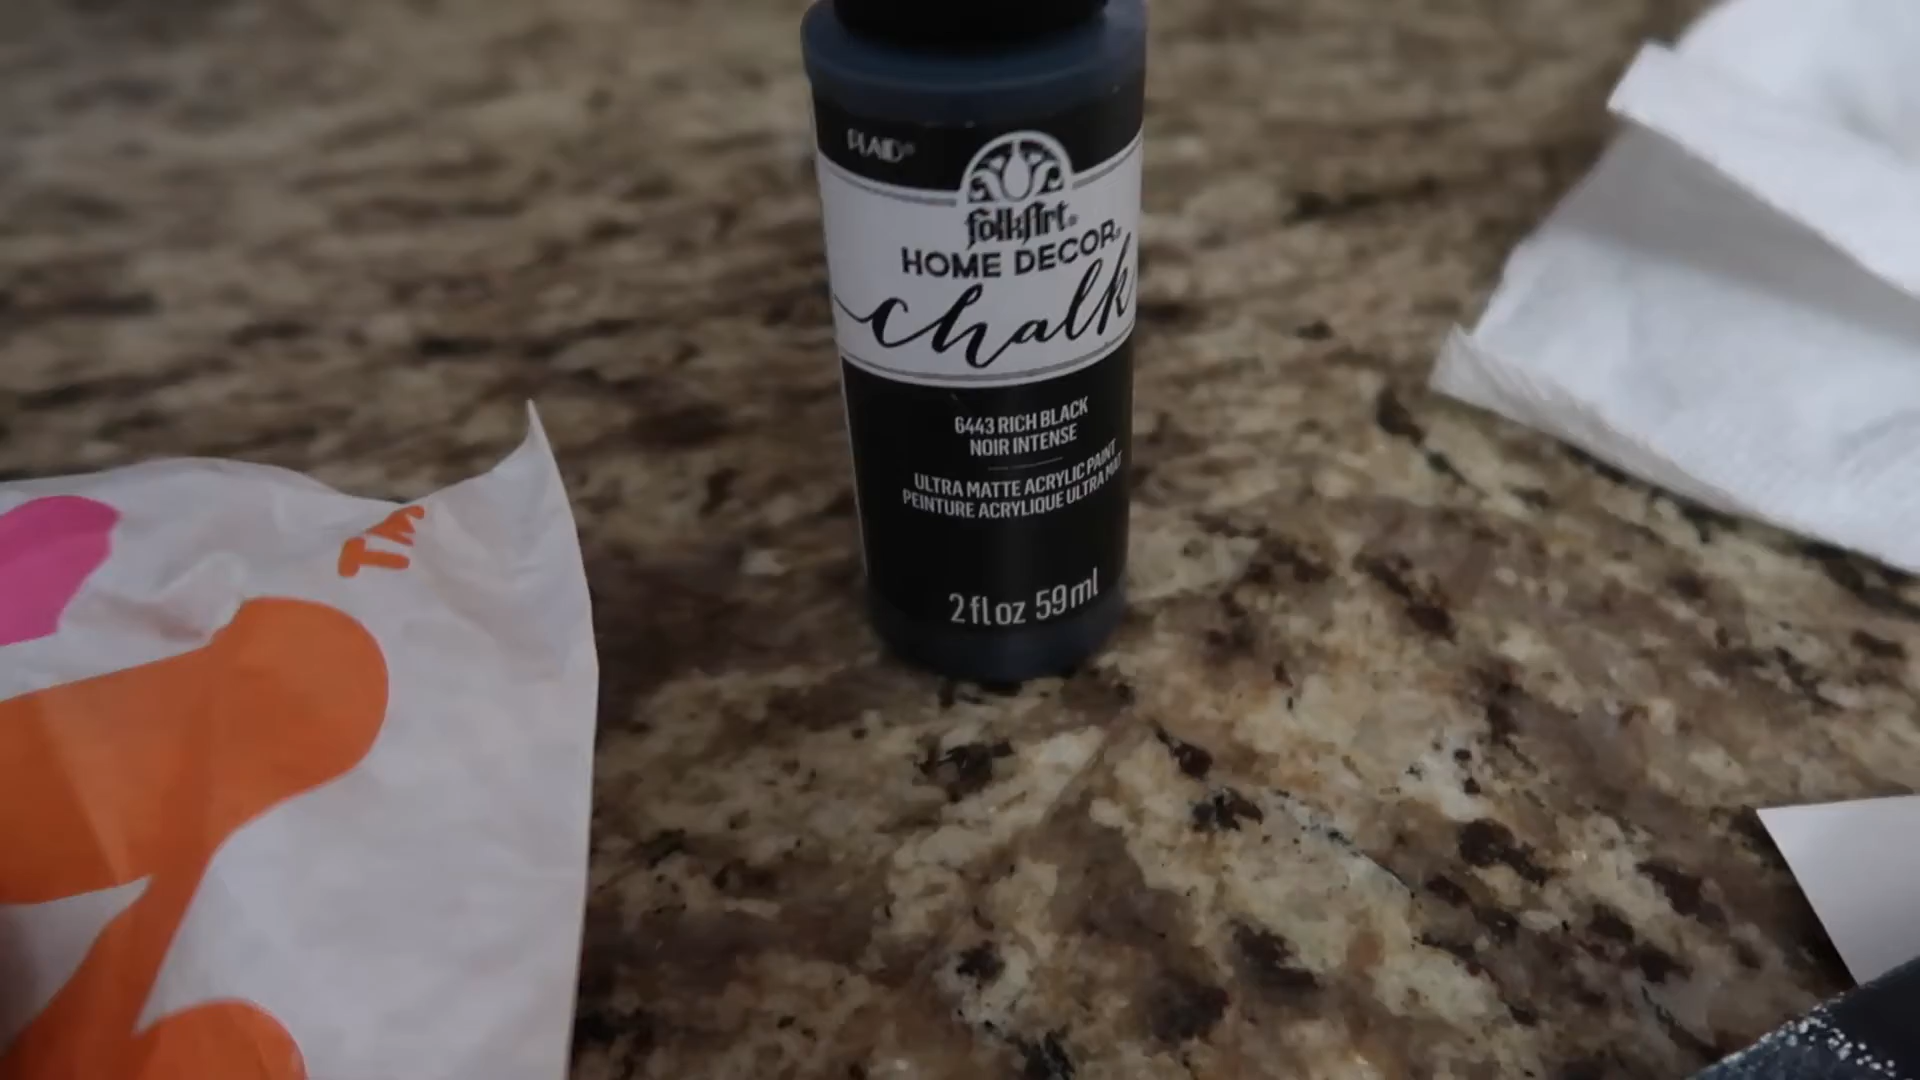 PLAID®
folkArt®
HOME DECOR®
chalk
6443 RICH BLACK
NOIR INTENSE
ULTRA MATTE ACRYLIC PAINT
PEINTURE ACRYLIQUE ULTRA MAT
2 fl oz 59 ml
TM